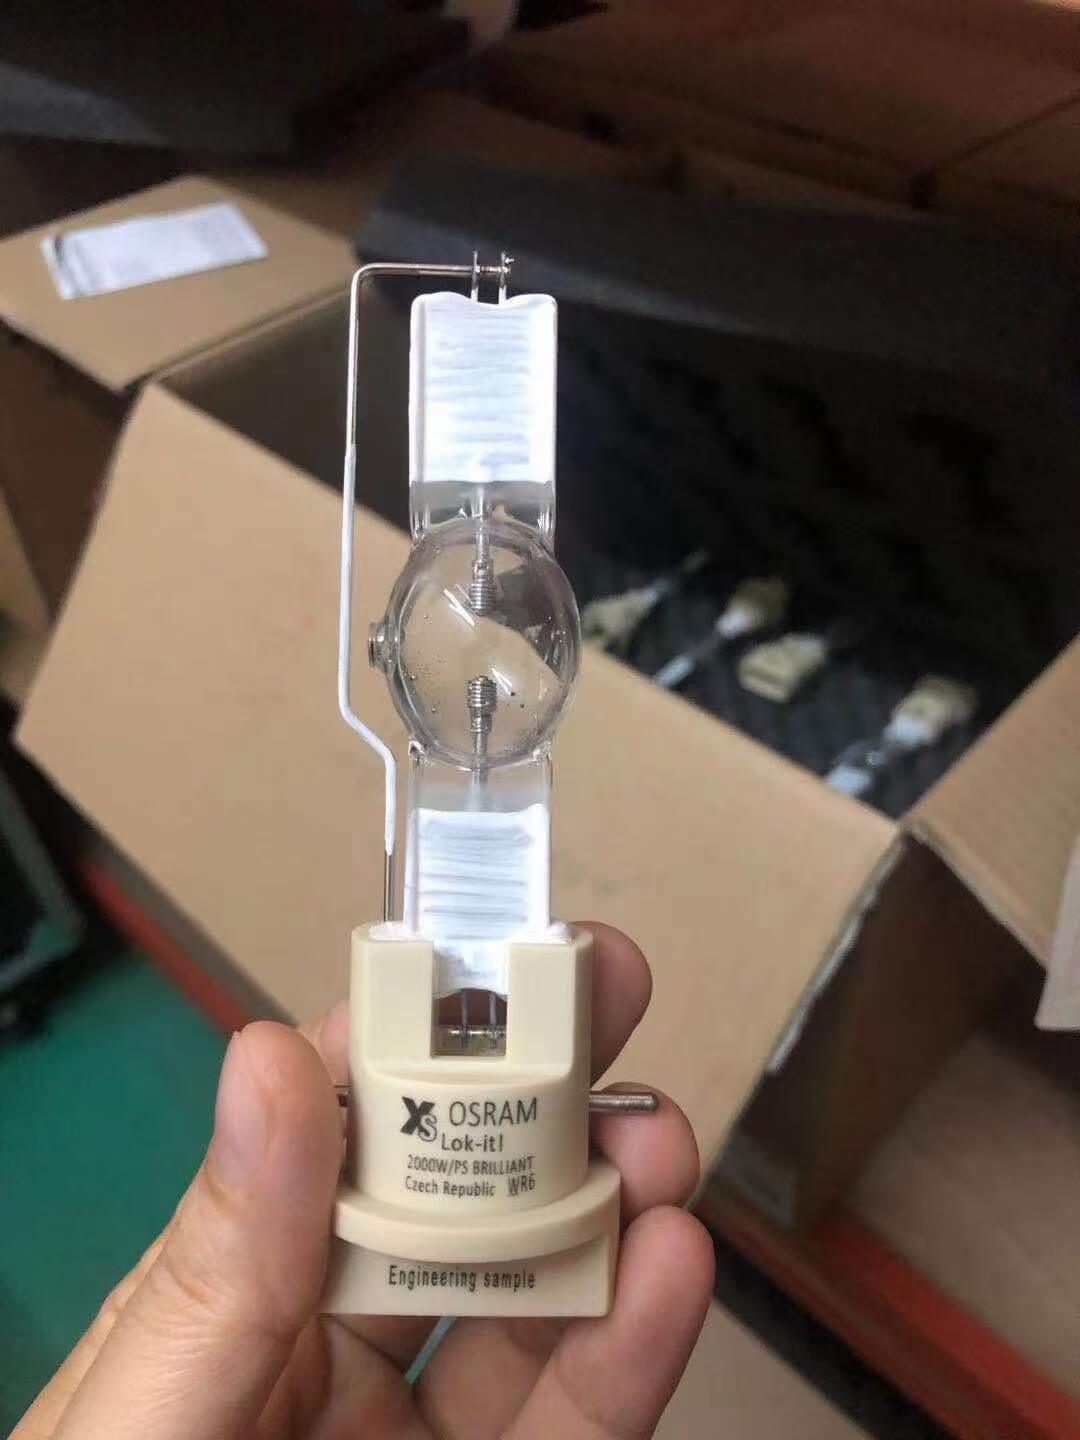 XS OSRAM
Lok-it!
2000W/PS BRILLIANT
Czech Republic WR6
Engineering sample